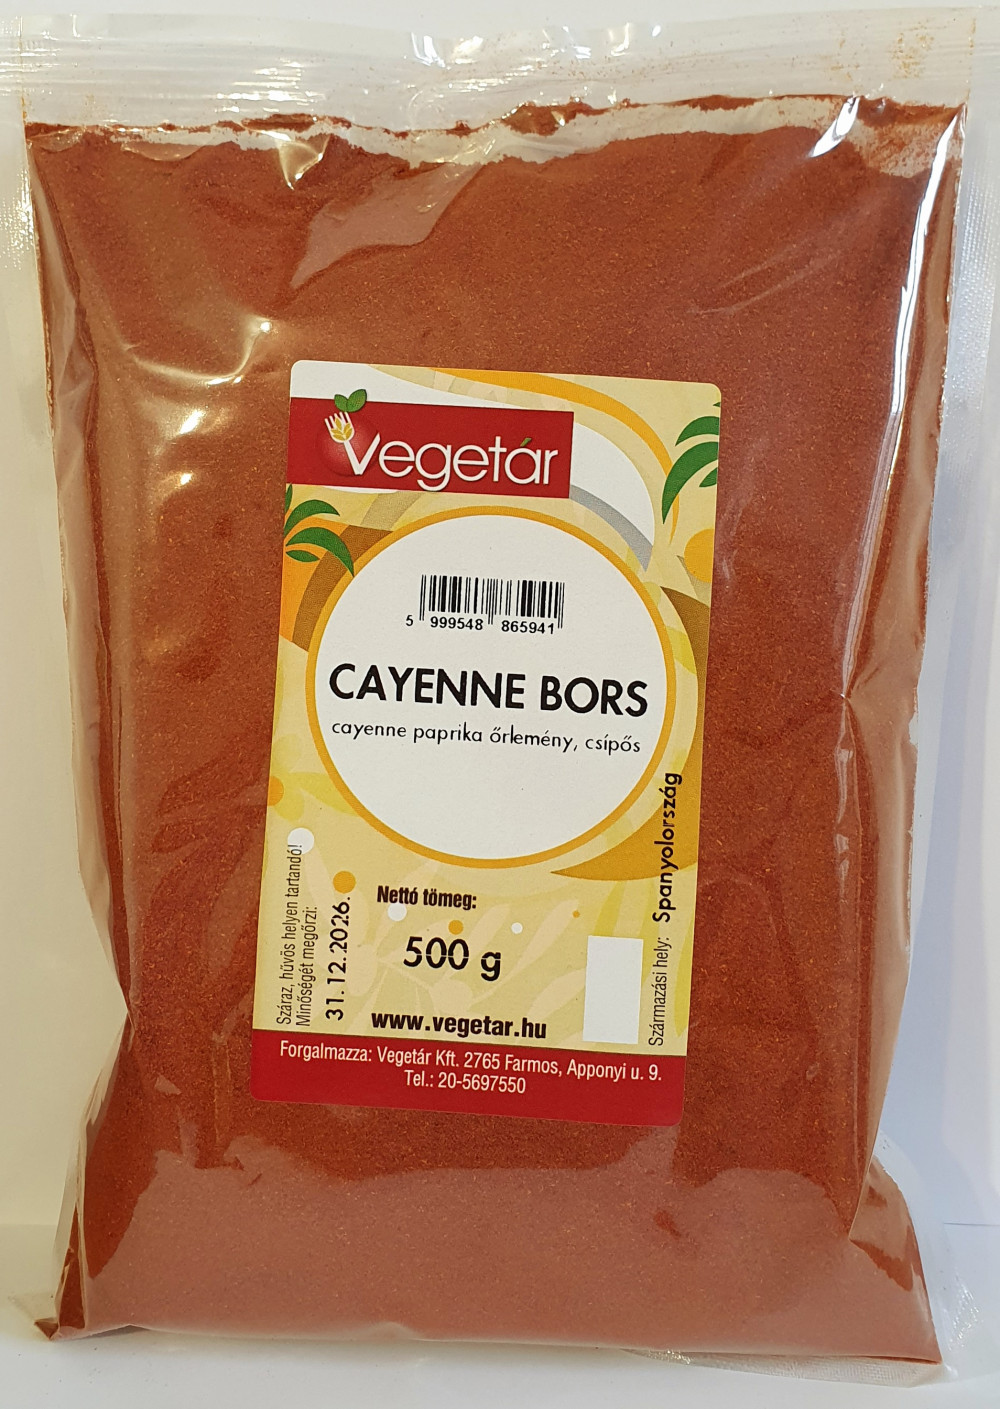 Vegetár
5 999548 865941
CAYENNE BORS
cayenne paprika őrlemény, csípős
Száraz, hűvös helyen tartandó!
Minőségét megőrzi:
31.12.2026.
Nettó tömeg:
500 g
www.vegetar.hu
Származási hely: Spanyolország
Forgalmazza: Vegetár Kft. 2765 Farmos, Apponyi u. 9.
Tel.: 20-5697550